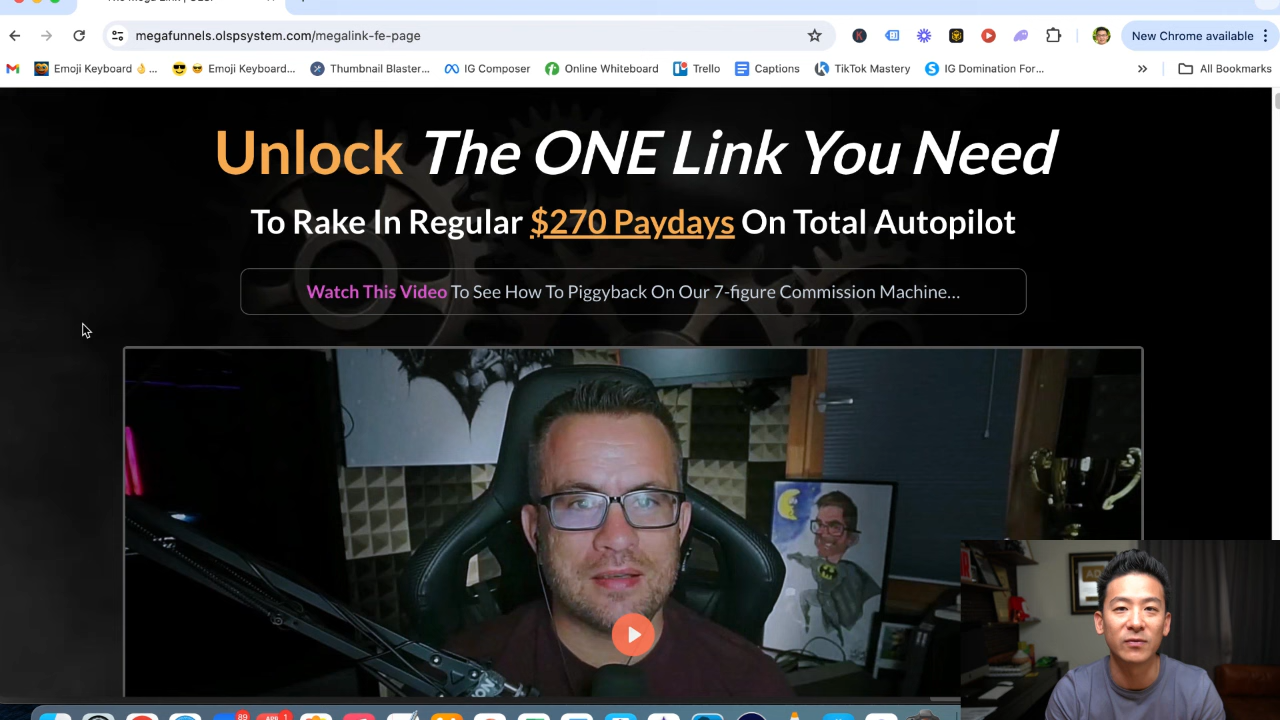 megafunnels.olspsystem.com/megalink-fe-page
New Chrome available
Emoji Keyboard 👌 ...
Emoji Keyboard...
Thumbnail Blaster...
IG Composer
Online Whiteboard
Trello
Captions
TikTok Mastery
IG Domination For...
All Bookmarks
Unlock The ONE Link You Need
To Rake In Regular $270 Paydays On Total Autopilot
Watch This Video To See How To Piggyback On Our 7-figure Commission Machine...
89
1